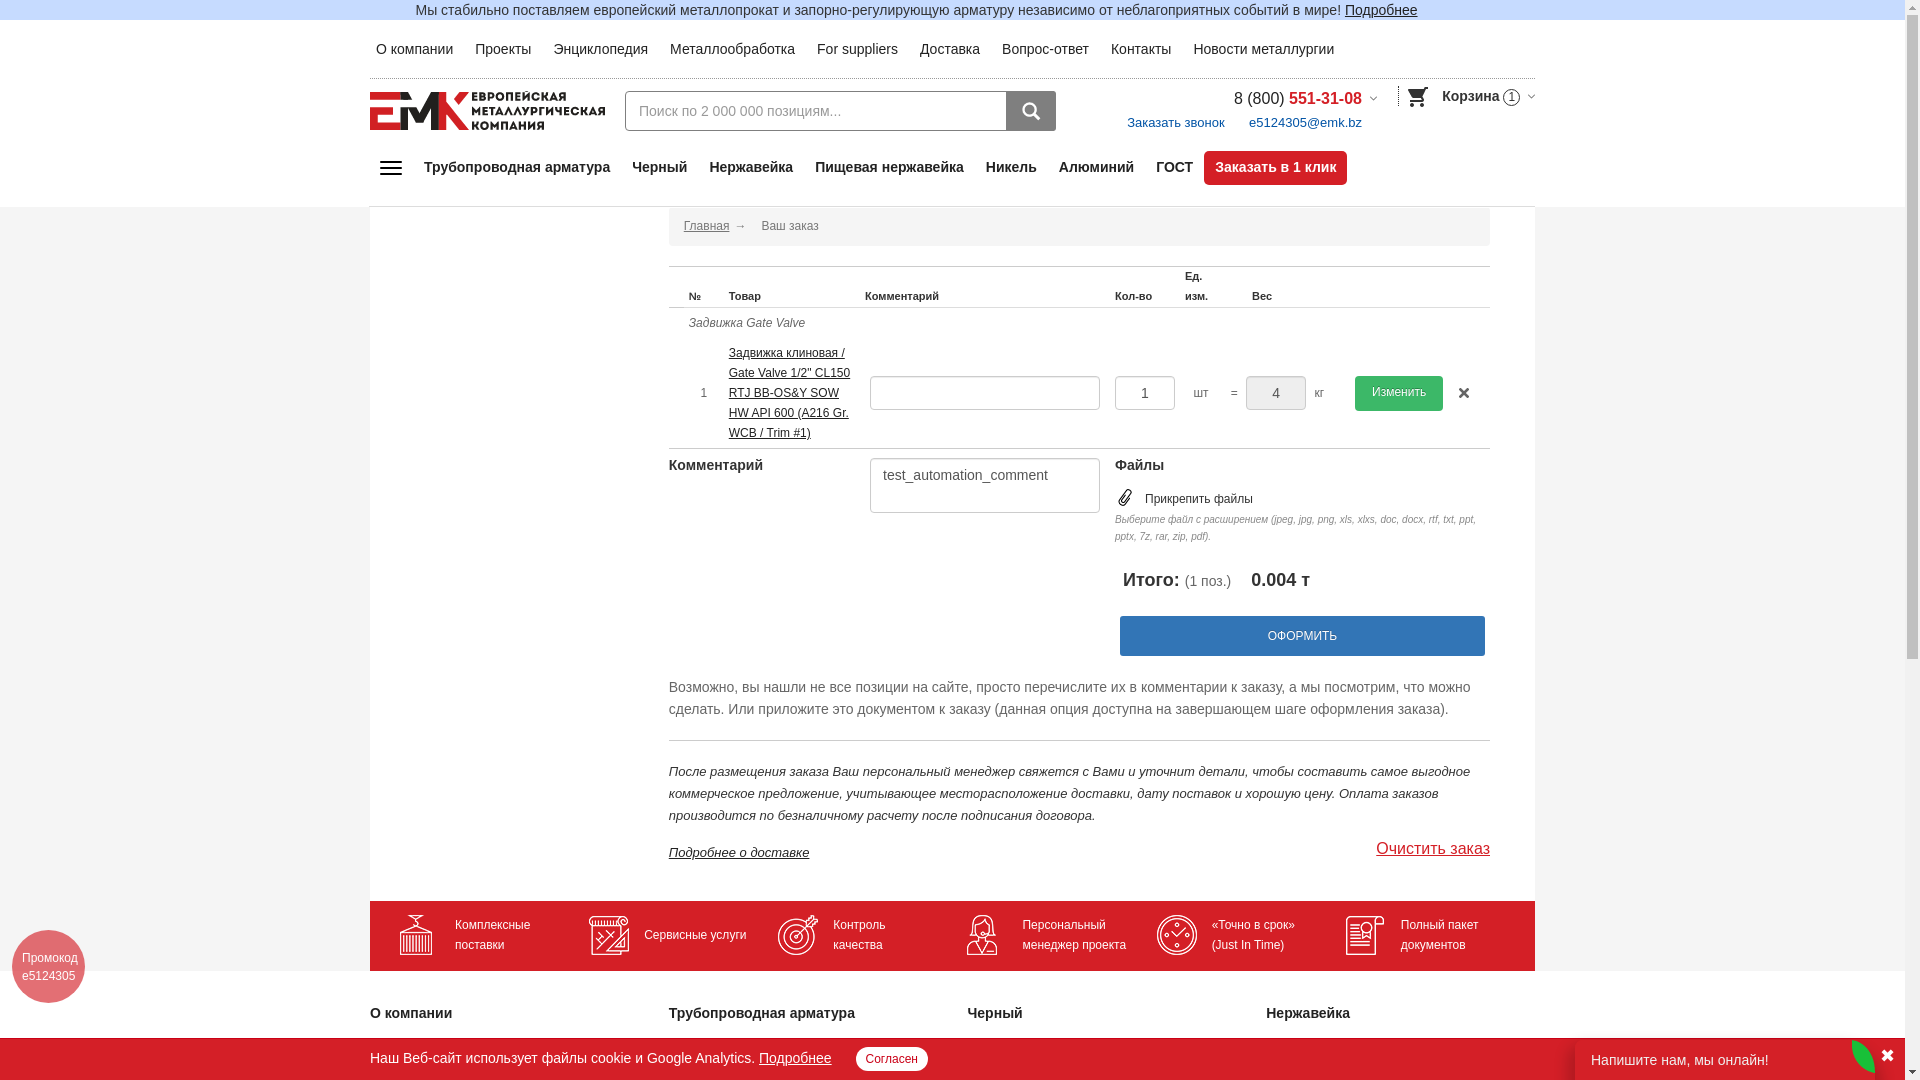 Мы стабильно поставляем европейский металлопрокат и запорно-регулирующую арматуру независимо от неблагоприятных событий в мире! Подробнее
О компании Проекты Энциклопедия Металлообработка For suppliers Доставка Вопрос-ответ Контакты Новости металлургии
ЕМК ЕВРОПЕЙСКАЯ
МЕТАЛЛУРГИЧЕСКАЯ
КОМПАНИЯ
Поиск по 2 000 000 позициям...
8 (800) 551-31-08
Заказать звонок e5124305@emk.bz
Корзина 1
Трубопроводная арматура Черный Нержавейка Пищевая нержавейка Никель Алюминий ГОСТ Заказать в 1 клик
Главная → Ваш заказ
№ Товар Комментарий Кол-во Ед. изм. Вес
Задвижка Gate Valve
1
Задвижка клиновая /
Gate Valve 1/2" CL150
RTJ BB-OS&Y SOW
HW API 600 (A216 Gr.
WCB / Trim #1)
1 шт = 4 кг Изменить
Комментарий
test_automation_comment
Файлы
Прикрепить файлы
Выберите файл с расширением (jpeg, jpg, png, xls, xlxs, doc, docx, rtf, txt, ppt,
pptx, 7z, rar, zip, pdf).
Итого: (1 поз.) 0.004 т
ОФОРМИТЬ
Возможно, вы нашли не все позиции на сайте, просто перечислите их в комментарии к заказу, а мы посмотрим, что можно
сделать. Или приложите это документом к заказу (данная опция доступна на завершающем шаге оформления заказа).
После размещения заказа Ваш персональный менеджер свяжется с Вами и уточнит детали, чтобы составить самое выгодное
коммерческое предложение, учитывающее месторасположение доставки, дату поставок и хорошую цену. Оплата заказов
производится по безналичному расчету после подписания договора.
Подробнее о доставке
Очистить заказ
Комплексные
поставки
Сервисные услуги
Контроль
качества
Персональный
менеджер проекта
«Точно в срок»
(Just In Time)
Полный пакет
документов
Промокод
e5124305
О компании Трубопроводная арматура Черный Нержавейка
Наш Веб-сайт использует файлы cookie и Google Analytics. Подробнее Согласен
Напишите нам, мы онлайн!